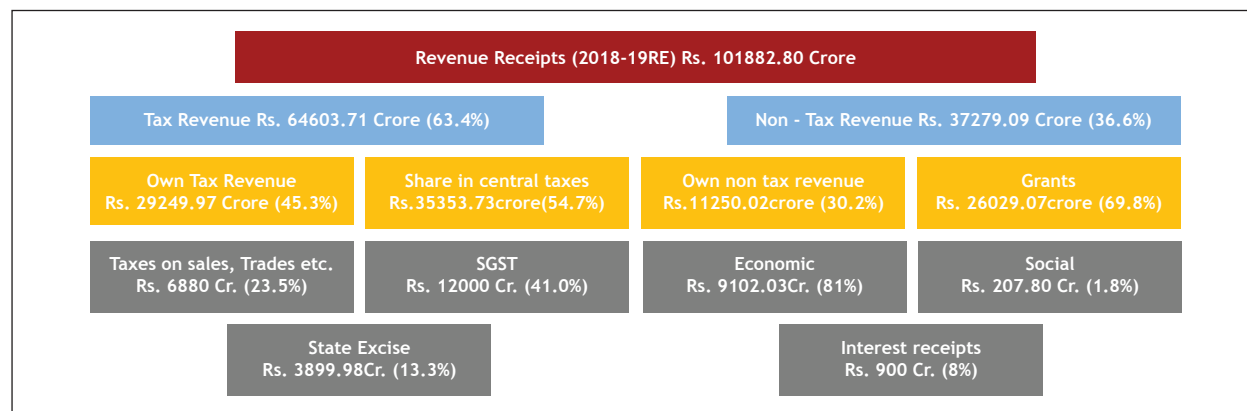 Revenue Receipts (2018-19RE) Rs. 101882.80 Crore
Tax Revenue Rs. 64603.71 Crore (63.4%)
Non - Tax Revenue Rs. 37279.09 Crore (36.6%)
Own Tax Revenue
Rs. 29249.97 Crore (45.3%)
Share in central taxes
Rs.35353.73crore(54.7%)
Own non tax revenue
Rs.11250.02crore (30.2%)
Grants
Rs. 26029.07crore (69.8%)
Taxes on sales, Trades etc.
Rs. 6880 Cr. (23.5%)
SGST
Rs. 12000 Cr. (41.0%)
Economic
Rs. 9102.03Cr. (81%)
Social
Rs. 207.80 Cr. (1.8%)
State Excise
Rs. 3899.98Cr. (13.3%)
Interest receipts
Rs. 900 Cr. (8%)